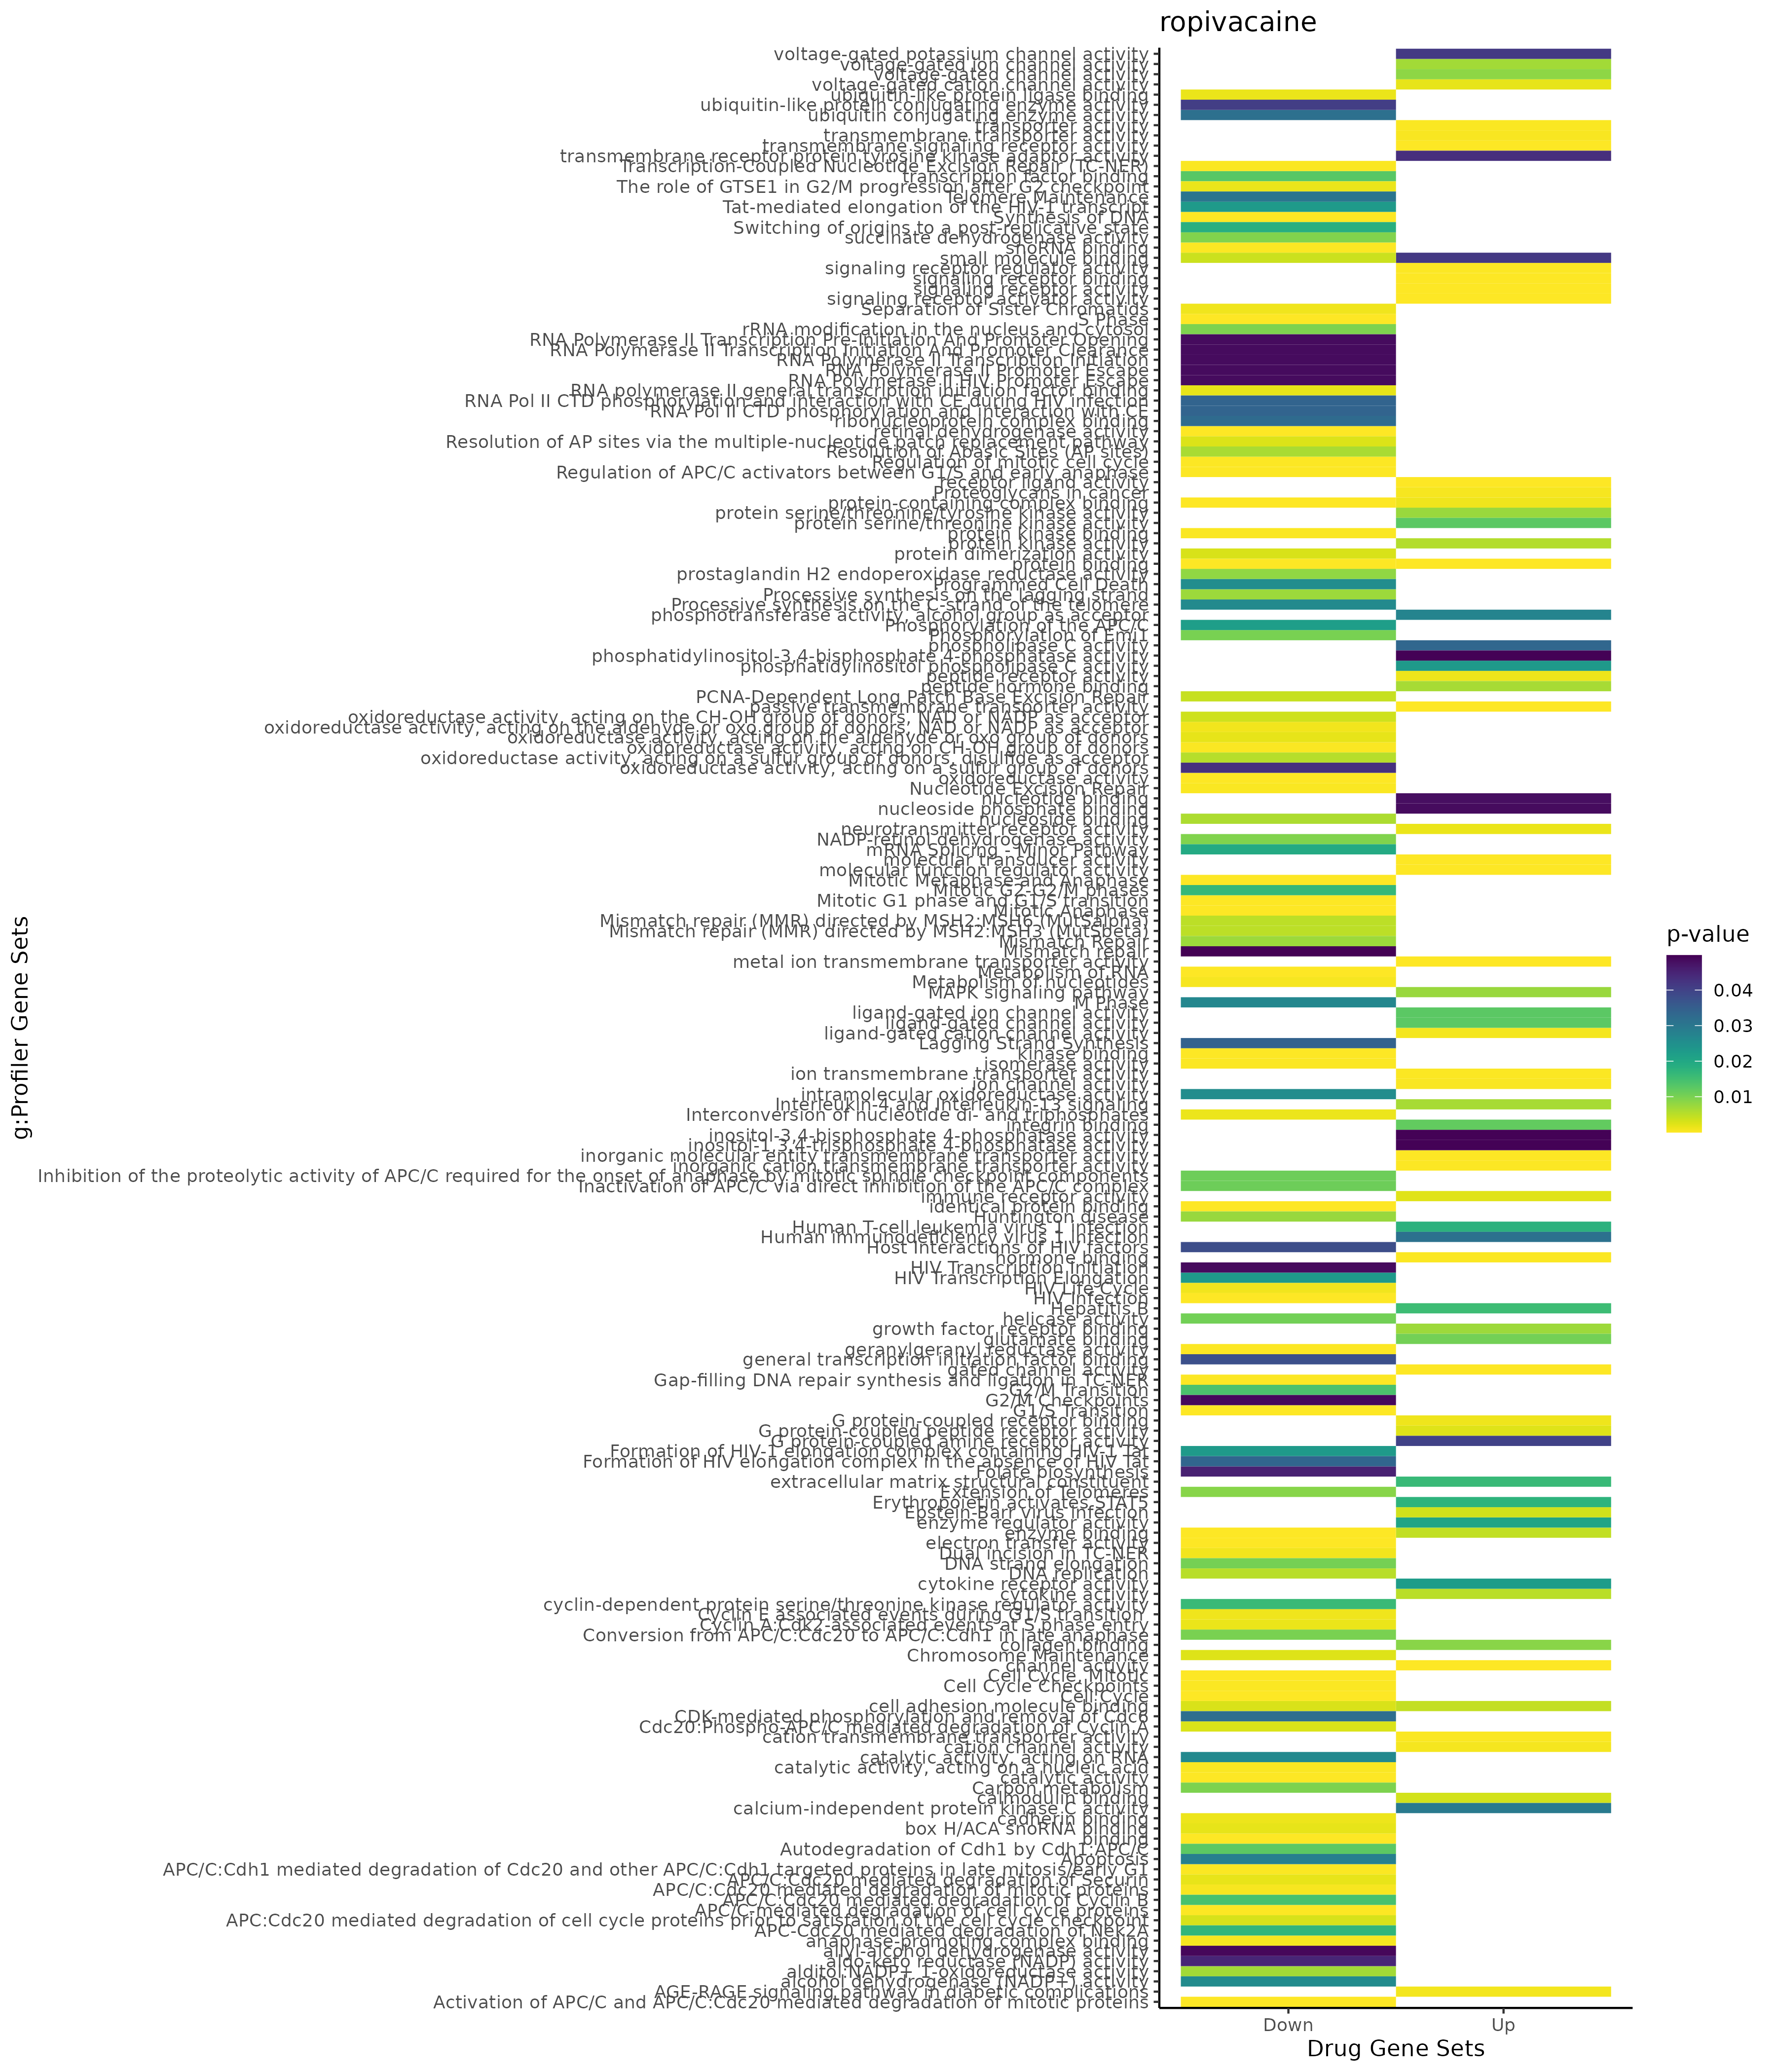 ropivacaine
voltage-gated potassium channel activity
voltage-gated ion channel activity
voltage-gated channel activity
voltage-gated cation channel activity
ubiquitin-like protein ligase binding
ubiquitin-like protein conjugating enzyme activity
ubiquitin conjugating enzyme activity
transporter activity
transmembrane transporter activity
transmembrane signaling receptor activity
transmembrane receptor protein tyrosine kinase adaptor activity
Transcription-Coupled Nucleotide Excision Repair (TC-NER)
transcription factor binding
The role of GTSE1 in G2/M progression after G2 checkpoint
Telomere Maintenance
Tat-mediated elongation of the HIV-1 transcript
Synthesis of DNA
Switching of origins to a post-replicative state
succinate dehydrogenase activity
snoRNA binding
small molecule binding
signaling receptor regulator activity
signaling receptor binding
signaling receptor activity
signaling receptor activator activity
Separation of Sister Chromatids
S Phase
rRNA modification in the nucleus and cytosol
RNA Polymerase II Transcription Pre-Initiation And Promoter Opening
RNA Polymerase II Transcription Initiation And Promoter Clearance
RNA Polymerase II Transcription Initiation
RNA Polymerase II Promoter Escape
RNA Polymerase II HIV Promoter Escape
RNA polymerase II general transcription initiation factor binding
RNA Pol II CTD phosphorylation and interaction with CE during HIV infection
RNA Pol II CTD phosphorylation and interaction with CE
ribonucleoprotein complex binding
retinal dehydrogenase activity
Resolution of AP sites via the multiple-nucleotide patch replacement pathway
Resolution of Abasic Sites (AP sites)
Regulation of mitotic cell cycle
Regulation of APC/C activators between G1/S and early anaphase
receptor ligand activity
Proteoglycans in cancer
protein-containing complex binding
protein serine/threonine/tyrosine kinase activity
protein serine/threonine kinase activity
protein kinase binding
protein kinase activity
protein dimerization activity
protein binding
prostaglandin H2 endoperoxidase reductase activity
Programmed Cell Death
Processive synthesis on the lagging strand
Processive synthesis on the C-strand of the telomere
phosphotransferase activity, alcohol group as acceptor
Phosphorylation of the APC/C
Phosphorylation of Emi1
phospholipase C activity
phosphatidylinositol-3,4-bisphosphate 4-phosphatase activity
phosphatidylinositol phospholipase C activity
peptide receptor activity
peptide hormone binding
PCNA-Dependent Long Patch Base Excision Repair
passive transmembrane transporter activity
oxidoreductase activity, acting on the CH-OH group of donors, NAD or NADP as acceptor
oxidoreductase activity, acting on the aldehyde or oxo group of donors, NAD or NADP as acceptor
oxidoreductase activity, acting on the aldehyde or oxo group of donors
oxidoreductase activity, acting on CH-OH group of donors
oxidoreductase activity, acting on a sulfur group of donors, disulfide as acceptor
oxidoreductase activity, acting on a sulfur group of donors
oxidoreductase activity
Nucleotide Excision Repair
nucleotide binding
nucleoside phosphate binding
nucleoside binding
neurotransmitter receptor activity
NADP-retinol dehydrogenase activity
mRNA Splicing - Minor Pathway
molecular transducer activity
molecular function regulator activity
Mitotic Metaphase and Anaphase
Mitotic G2-G2/M phases
Mitotic G1 phase and G1/S transition
Mitotic Anaphase
Mismatch repair (MMR) directed by MSH2:MSH6 (MutSalpha)
Mismatch repair (MMR) directed by MSH2:MSH3 (MutSbeta)
Mismatch Repair
Mismatch repair
metal ion transmembrane transporter activity
Metabolism of RNA
Metabolism of nucleotides
MAPK signaling pathway
M Phase
ligand-gated ion channel activity
ligand-gated channel activity
ligand-gated cation channel activity
Lagging Strand Synthesis
kinase binding
isomerase activity
ion transmembrane transporter activity
ion channel activity
intramolecular oxidoreductase activity
Interleukin-4 and Interleukin-13 signaling
Interconversion of nucleotide di- and triphosphates
integrin binding
inositol-3,4-bisphosphate 4-phosphatase activity
inositol-1,3,4-trisphosphate 4-phosphatase activity
inorganic molecular entity transmembrane transporter activity
inorganic cation transmembrane transporter activity
Inhibition of the proteolytic activity of APC/C required for the onset of anaphase by mitotic spindle checkpoint components
Inactivation of APC/C via direct inhibition of the APC/C complex
immune receptor activity
identical protein binding
Huntington disease
Human T-cell leukemia virus 1 infection
Human immunodeficiency virus 1 infection
Host Interactions of HIV factors
hormone binding
HIV Transcription Initiation
HIV Transcription Elongation
HIV Life Cycle
HIV Infection
Hepatitis B
helicase activity
growth factor receptor binding
glutamate binding
geranylgeranyl reductase activity
general transcription initiation factor binding
gated channel activity
Gap-filling DNA repair synthesis and ligation in TC-NER
G2/M Transition
G2/M Checkpoints
G1/S Transition
G protein-coupled receptor binding
G protein-coupled peptide receptor activity
G protein-coupled amine receptor activity
Formation of HIV-1 elongation complex containing HIV-1 Tat
Formation of HIV elongation complex in the absence of HIV Tat
Folate biosynthesis
extracellular matrix structural constituent
Extension of Telomeres
Erythropoietin activates STAT5
Epstein-Barr virus infection
enzyme regulator activity
enzyme binding
electron transfer activity
Dual incision in TC-NER
DNA strand elongation
DNA replication
cytokine receptor activity
cytokine activity
cyclin-dependent protein serine/threonine kinase regulator activity
Cyclin E associated events during G1/S transition
Cyclin A:Cdk2-associated events at S phase entry
Conversion from APC/C:Cdc20 to APC/C:Cdh1 in late anaphase
collagen binding
Chromosome Maintenance
channel activity
Cell Cycle, Mitotic
Cell Cycle Checkpoints
Cell Cycle
cell adhesion molecule binding
CDK-mediated phosphorylation and removal of Cdc6
Cdc20:Phospho-APC/C mediated degradation of Cyclin A
cation transmembrane transporter activity
cation channel activity
catalytic activity, acting on RNA
catalytic activity, acting on a nucleic acid
catalytic activity
Carbon metabolism
calmodulin binding
calcium-independent protein kinase C activity
cadherin binding
box H/ACA snoRNA binding
binding
Autodegradation of Cdh1 by Cdh1:APC/C
Apoptosis
APC/C:Cdh1 mediated degradation of Cdc20 and other APC/C:Cdh1 targeted proteins in late mitosis/early G1
APC/C:Cdc20 mediated degradation of Securin
APC/C:Cdc20 mediated degradation of mitotic proteins
APC/C:Cdc20 mediated degradation of Cyclin B
APC/C-mediated degradation of cell cycle proteins
APC:Cdc20 mediated degradation of cell cycle proteins prior to satisfation of the cell cycle checkpoint
APC-Cdc20 mediated degradation of Nek2A
anaphase-promoting complex binding
allyl-alcohol dehydrogenase activity
aldo-keto reductase (NADP) activity
alditol:NADP+ 1-oxidoreductase activity
alcohol dehydrogenase (NADP+) activity
AGE-RAGE signaling pathway in diabetic complications
Activation of APC/C and APC/C:Cdc20 mediated degradation of mitotic proteins
g:Profiler Gene Sets
Down
Up
Drug Gene Sets
p-value
0.04
0.03
0.02
0.01